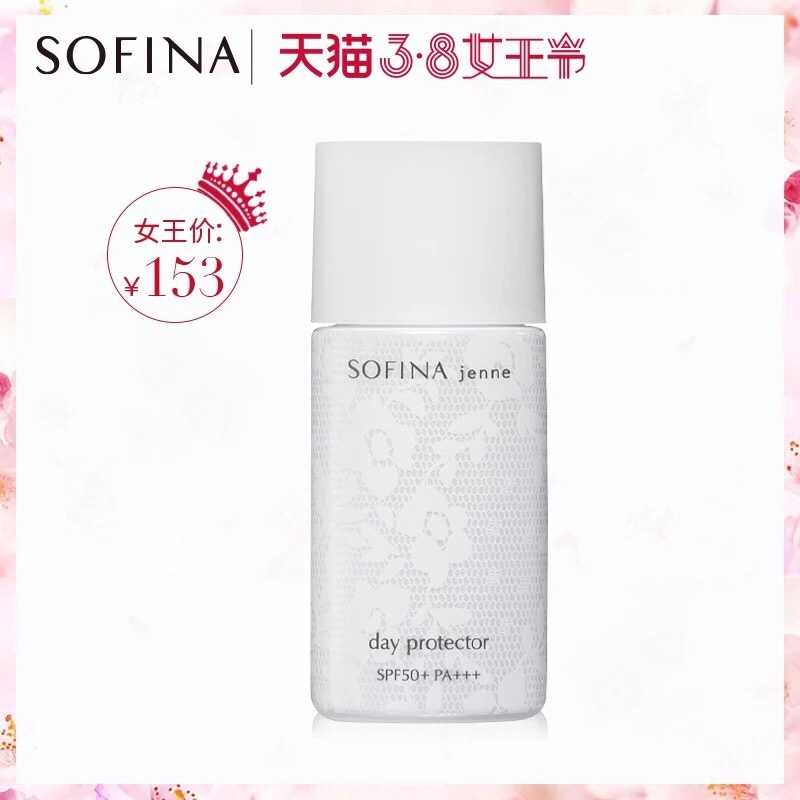 SOFINA 天猫3·8女王节
女王价:
¥153
SOFINA jenne
day protector
SPF50+ PA+++